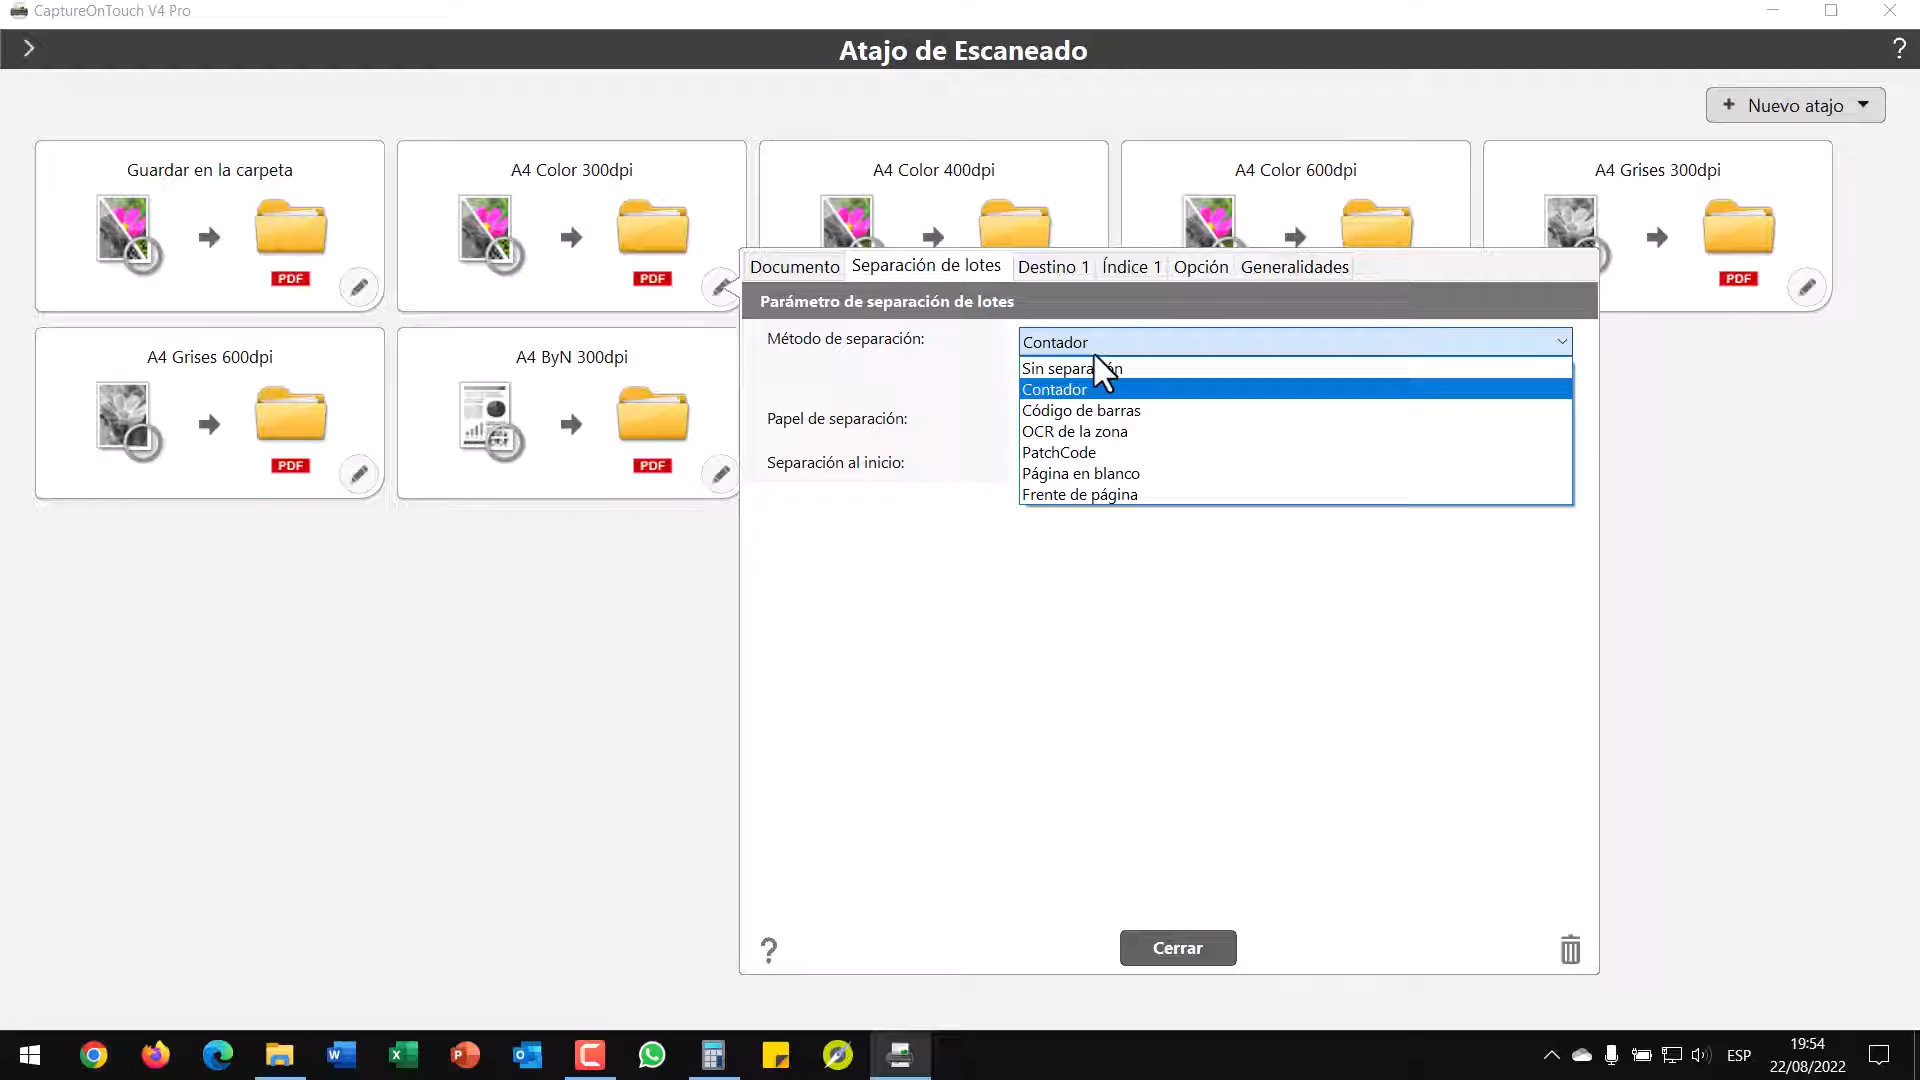 CaptureOnTouch V4 Pro
Atajo de Escaneado
?
+ Nuevo atajo
Guardar en la carpeta
PDF
A4 Color 300dpi
PDF
A4 Color 400dpi
A4 Color 600dpi
A4 Grises 300dpi
PDF
A4 Grises 600dpi
PDF
A4 ByN 300dpi
PDF
Documento
Separación de lotes
Destino 1
Índice 1
Opción
Generalidades
Parámetro de separación de lotes
Método de separación:
Contador
Sin separación
Contador
Código de barras
OCR de la zona
PatchCode
Página en blanco
Frente de página
Papel de separación:
Separación al inicio:
?
Cerrar
ESP
19:54
22/08/2022